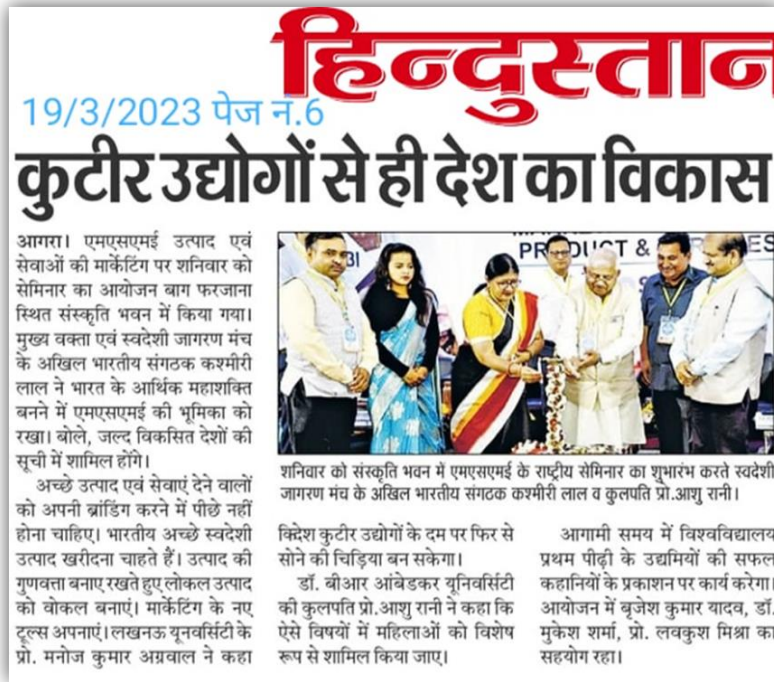 हिन्दुस्तान
19/3/2023 पेज न.6
कुटीर उद्योगों से ही देश का विकास
आगरा। एमएसएमई उत्पाद एवं
सेवाओं की मार्केटिंग पर शनिवार को
सेमिनार का आयोजन बाग फरजाना
स्थित संस्कृति भवन में किया गया।
मुख्य वक्ता एवं स्वदेशी जागरण मंच
के अखिल भारतीय संगठक कश्मीरी
लाल ने भारत के आर्थिक महाशक्ति
बनने में एमएसएमई की भूमिका को
रखा। बोले, जल्द विकसित देशों की
सूची में शामिल होंगे।
अच्छे उत्पाद एवं सेवाएं देने वालों
को अपनी ब्रांडिंग करने में पीछे नहीं
होना चाहिए। भारतीय अच्छे स्वदेशी
उत्पाद खरीदना चाहते हैं। उत्पाद की
गुणवत्ता बनाए रखते हुए लोकल उत्पाद
को वोकल बनाएं। मार्केटिंग के नए
टूल्स अपनाएं। लखनऊ यूनवर्सिटी के
प्रो. मनोज कुमार अग्रवाल ने कहा
PRODUCT &
शनिवार को संस्कृति भवन में एमएसएमई के राष्ट्रीय सेमिनार का शुभारंभ करते स्वदेशी
जागरण मंच के अखिल भारतीय संगठक कश्मीरी लाल व कुलपति प्रो.आशु रानी।
क्दिेश कुटीर उद्योगों के दम पर फिर से
सोने की चिड़िया बन सकेगा।
डॉ. बीआर आंबेडकर यूनवर्सिटी
की कुलपति प्रो.आशु रानी ने कहा कि
ऐसे विषयों में महिलाओं को विशेष
रूप से शामिल किया जाए।
आगामी समय में विश्वविद्यालय
प्रथम पीढ़ी के उद्यमियों की सफल
कहानियों के प्रकाशन पर कार्य करेगा।
आयोजन में बृजेश कुमार यादव, डॉ.
मुकेश शर्मा, प्रो. लवकुश मिश्रा का
सहयोग रहा।